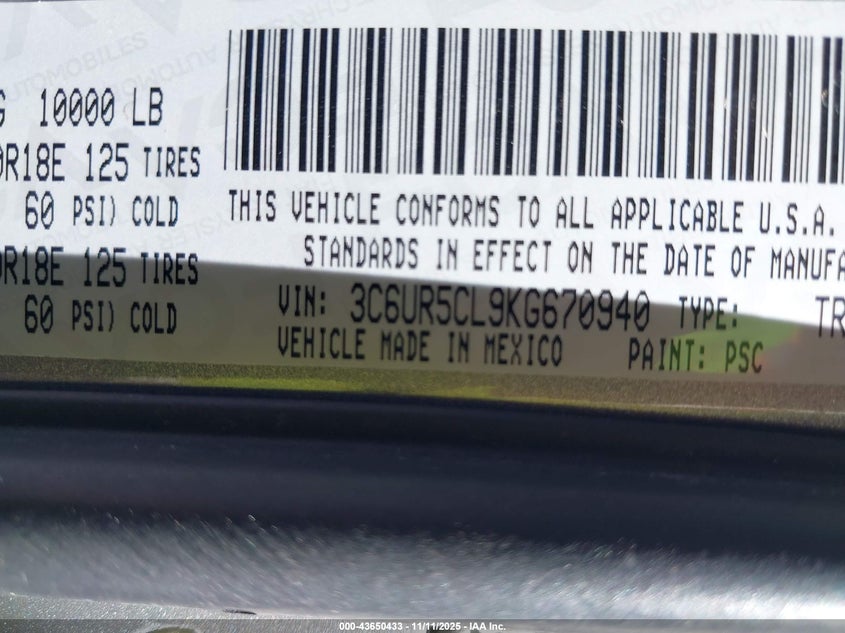 G 10000 LB
0R18E 125 TIRES
60 PSI) COLD
0R18E 125 TIRES
60 PSI) COLD
THIS VEHICLE CONFORMS TO ALL APPLICABLE U.S.A.
STANDARDS IN EFFECT ON THE DATE OF MANUFA
VIN: 3C6UR5CL9KG670940 TYPE: TR
VEHICLE MADE IN MEXICO PAINT: PSC
000-43650433 - 11/11/2025 - IAA Inc.